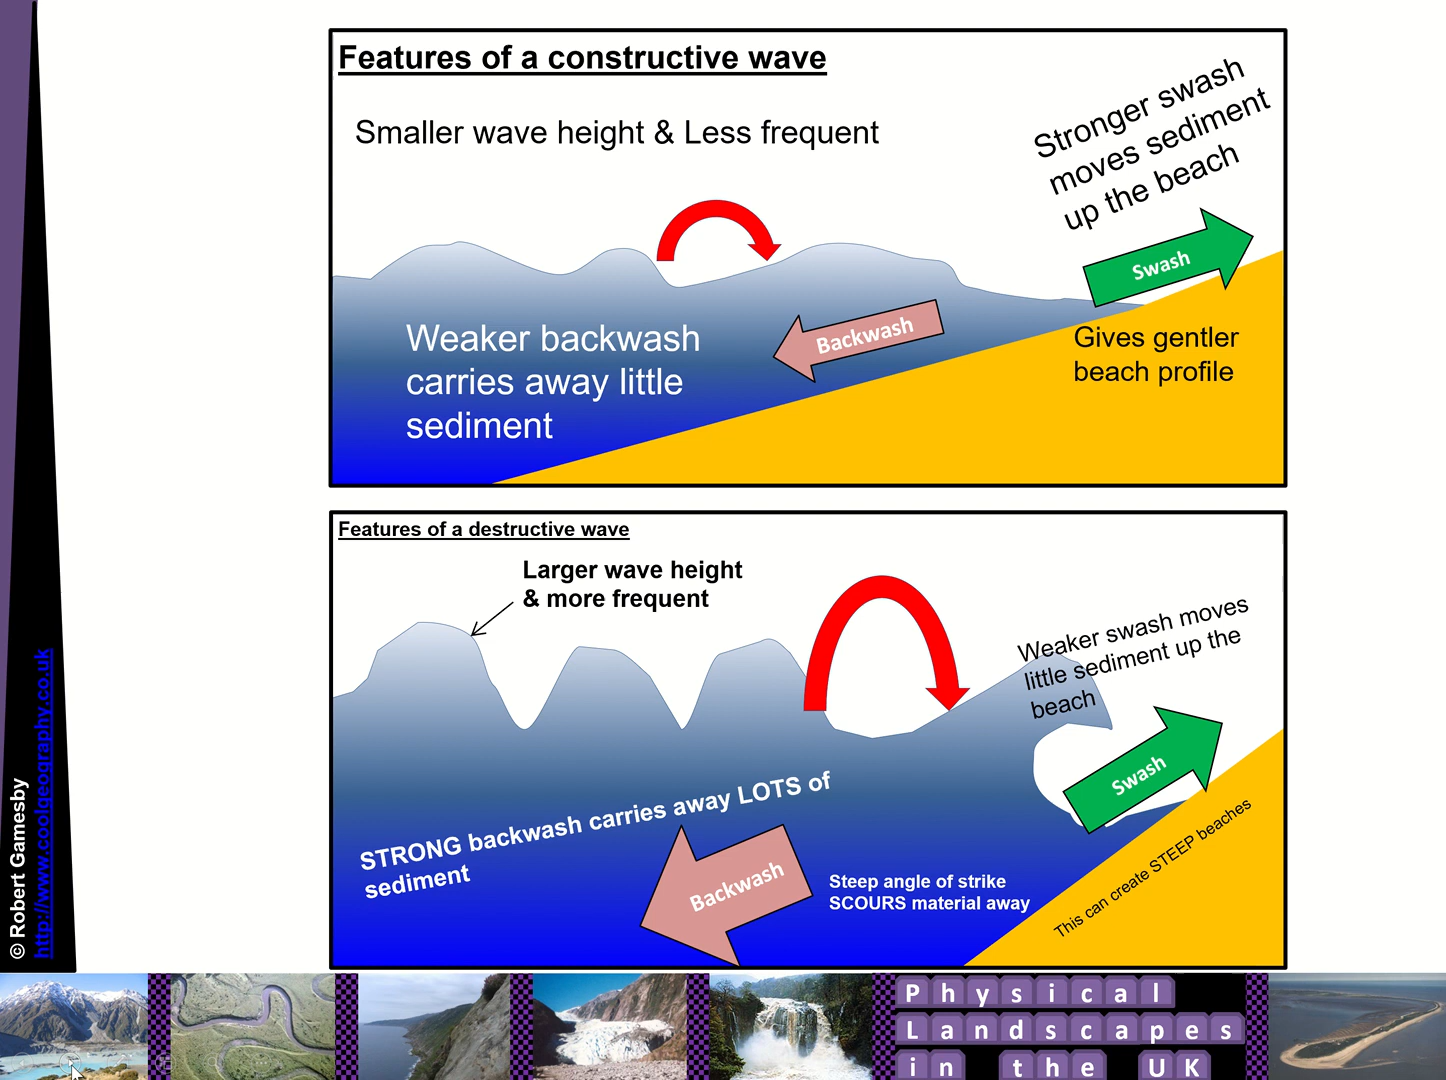 Features of a constructive wave
Smaller wave height & Less frequent
Stronger swash
moves sediment
up the beach
Swash
Backwash
Weaker backwash
carries away little
sediment
Gives gentler
beach profile
Features of a destructive wave
Larger wave height
& more frequent
Weaker swash moves
little sediment up the
beach
Swash
STRONG backwash carries away LOTS of
sediment
Backwash
Steep angle of strike
SCOURS material away
This can create STEEP beaches
© Robert Gamesby
http://www.coolgeography.co.uk
Physical
Landscapes
in the UK